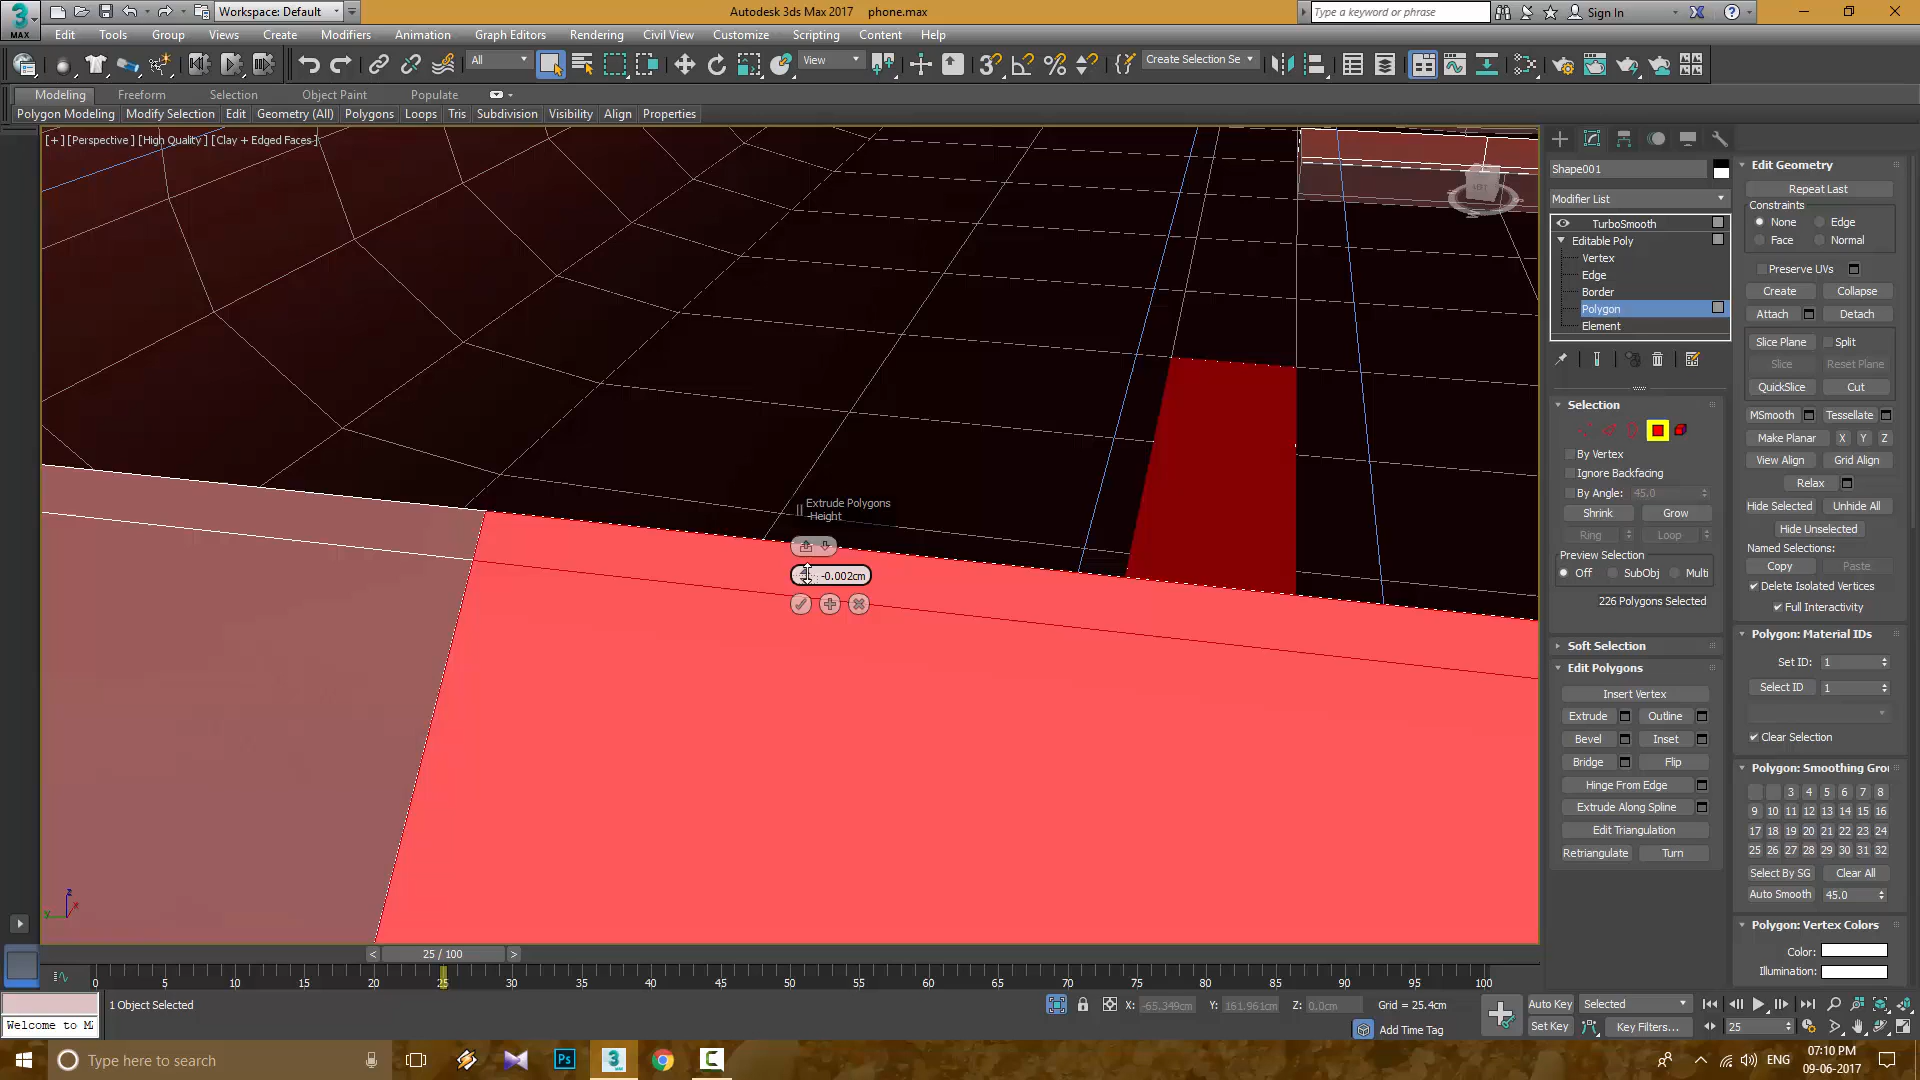 3
MAX
Workspace: Default
Autodesk 3ds Max 2017 phone.max
Type a keyword or phrase
Sign In
Edit Tools Group Views Create Modifiers Animation Graph Editors Rendering Civil View Customize Scripting Content Help
All
View
Create Selection Se
Modeling Freeform Selection Object Paint Populate
Polygon Modeling Modify Selection Edit Geometry (All) Polygons Loops Tris Subdivision Visibility Align Properties
[+] [Perspective] [High Quality] [Clay + Edged Faces]
Extrude Polygons
-Height
-0.002cm
Shape001
Modifier List
TurboSmooth
Editable Poly
Vertex
Edge
Border
Polygon
Element
Selection
By Vertex
Ignore Backfacing
By Angle: 45.0
Shrink Grow
Ring Loop
Preview Selection
Off SubObj Multi
226 Polygons Selected
Soft Selection
Edit Polygons
Insert Vertex
Extrude Outline
Bevel Inset
Bridge Flip
Hinge From Edge
Extrude Along Spline
Edit Triangulation
Retriangulate Turn
Edit Geometry
Repeat Last
Constraints
None Edge
Face Normal
Preserve UVs
Create Collapse
Attach Detach
Slice Plane Split
Slice Reset Plane
QuickSlice Cut
MSmooth Tessellate
Make Planar X Y Z
View Align Grid Align
Relax
Hide Selected Unhide All
Hide Unselected
Named Selections:
Copy Paste
Delete Isolated Vertices
Full Interactivity
Polygon: Material IDs
Set ID: 1
Select ID 1
Clear Selection
Polygon: Smoothing Grou
3 4 5 6 7 8
9 10 11 12 13 14 15 16
17 18 19 20 21 22 23 24
25 26 27 28 29 30 31 32
Select By SG Clear All
Auto Smooth 45.0
Polygon: Vertex Colors
Color:
Illumination:
z
y x
< 25 / 100 >
0 5 10 15 20 25 30 35 40 45 50 55 60 65 70 75 80 85 90 95 100
Welcome to M
1 Object Selected
X: -65.349cm Y: 161.961cm Z: 0.0cm Grid = 25.4cm
Add Time Tag
Auto Key Selected
Set Key Key Filters...
25
Type here to search
Ps
3
ENG
07:10 PM
09-06-2017